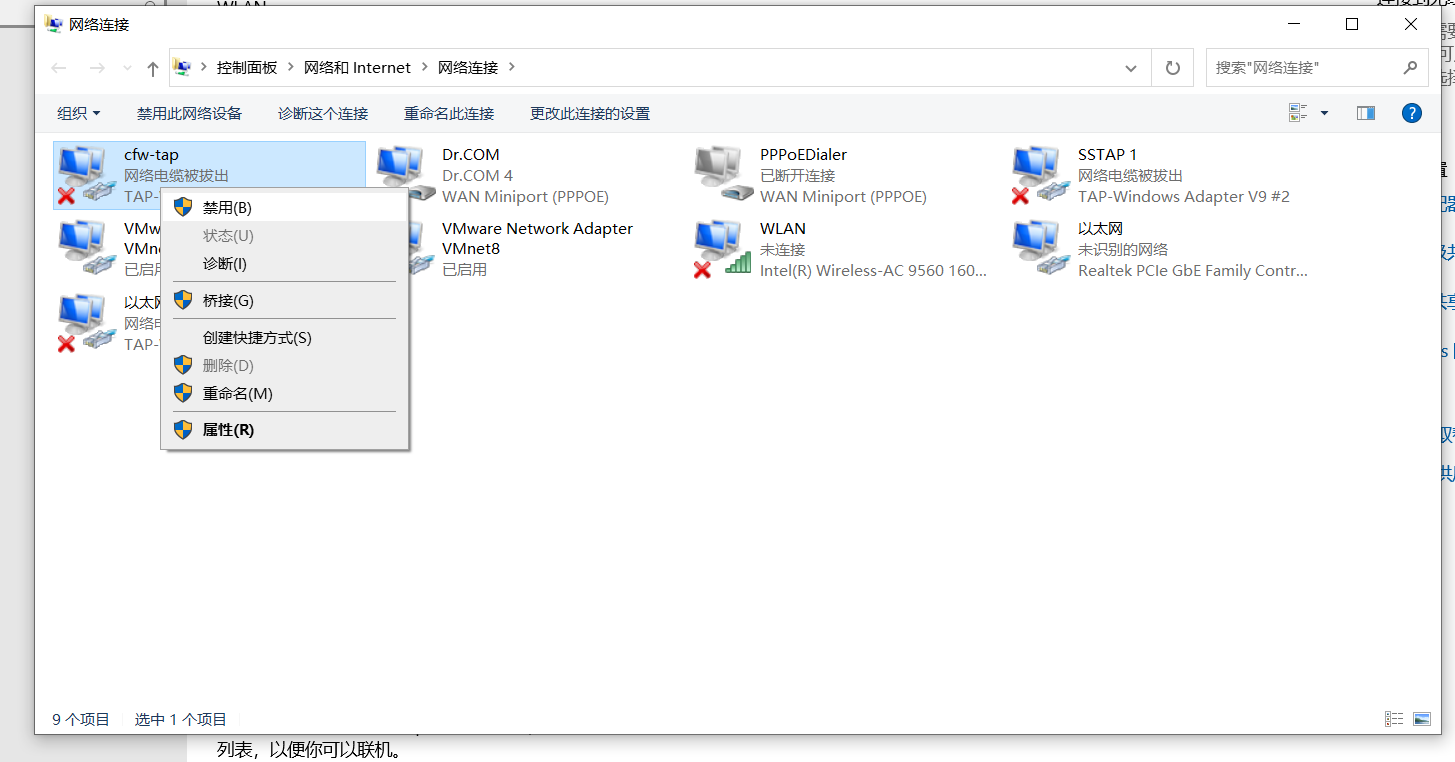 WLAN
网络连接
控制面板 > 网络和 Internet > 网络连接 >
搜索"网络连接"
组织
禁用此网络设备
诊断这个连接
重命名此连接
更改此连接的设置
cfw-tap
网络电缆被拔出
TAP-
Dr.COM
Dr.COM 4
WAN Miniport (PPPOE)
PPPoEDialer
已断开连接
WAN Miniport (PPPOE)
SSTAP 1
网络电缆被拔出
TAP-Windows Adapter V9 #2
VMw
VMn
已启用
VMware Network Adapter
VMnet8
已启用
WLAN
未连接
Intel(R) Wireless-AC 9560 160...
以太网
未识别的网络
Realtek PCIe GbE Family Contr...
以太网
网络
TAP-
禁用(B)
状态(U)
诊断(I)
桥接(G)
创建快捷方式(S)
删除(D)
重命名(M)
属性(R)
9 个项目
选中 1 个项目
列表，以便你可以联机。